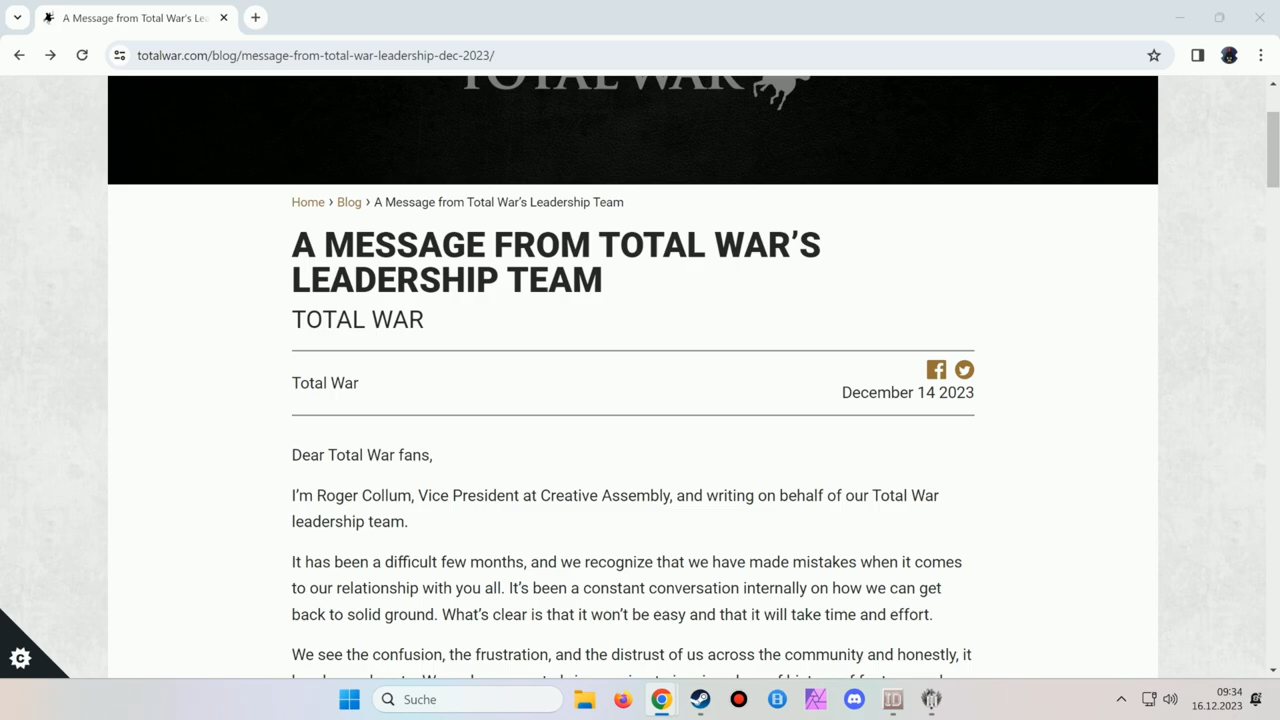 A Message from Total War's Lea
totalwar.com/blog/message-from-total-war-leadership-dec-2023/
TOTAL WAR
Home › Blog › A Message from Total War’s Leadership Team
A MESSAGE FROM TOTAL WAR’S
LEADERSHIP TEAM
TOTAL WAR
Total War
December 14 2023
Dear Total War fans,
I’m Roger Collum, Vice President at Creative Assembly, and writing on behalf of our Total War
leadership team.
It has been a difficult few months, and we recognize that we have made mistakes when it comes
to our relationship with you all. It’s been a constant conversation internally on how we can get
back to solid ground. What’s clear is that it won’t be easy and that it will take time and effort.
We see the confusion, the frustration, and the distrust of us across the community and honestly, it
Suche
09:34
16.12.2023